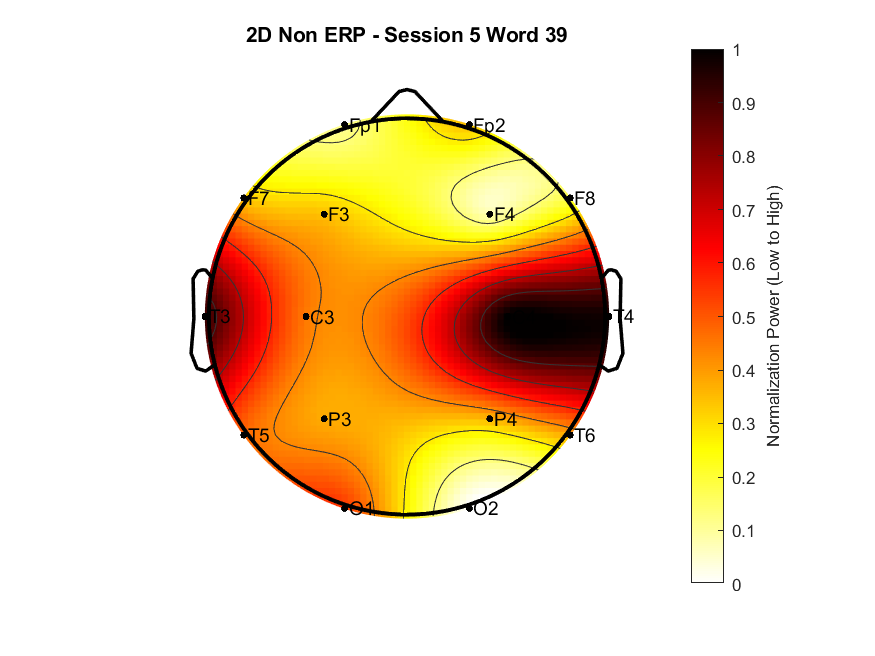 2D Non ERP - Session 5 Word 39
Fp1 Fp2
F7 F8
F3 F4
T3 C3 T4
P3 P4
T5 T6
O1 O2
1
0.9
0.8
0.7
0.6
0.5
0.4
0.3
0.2
0.1
0
Normalization Power (Low to High)